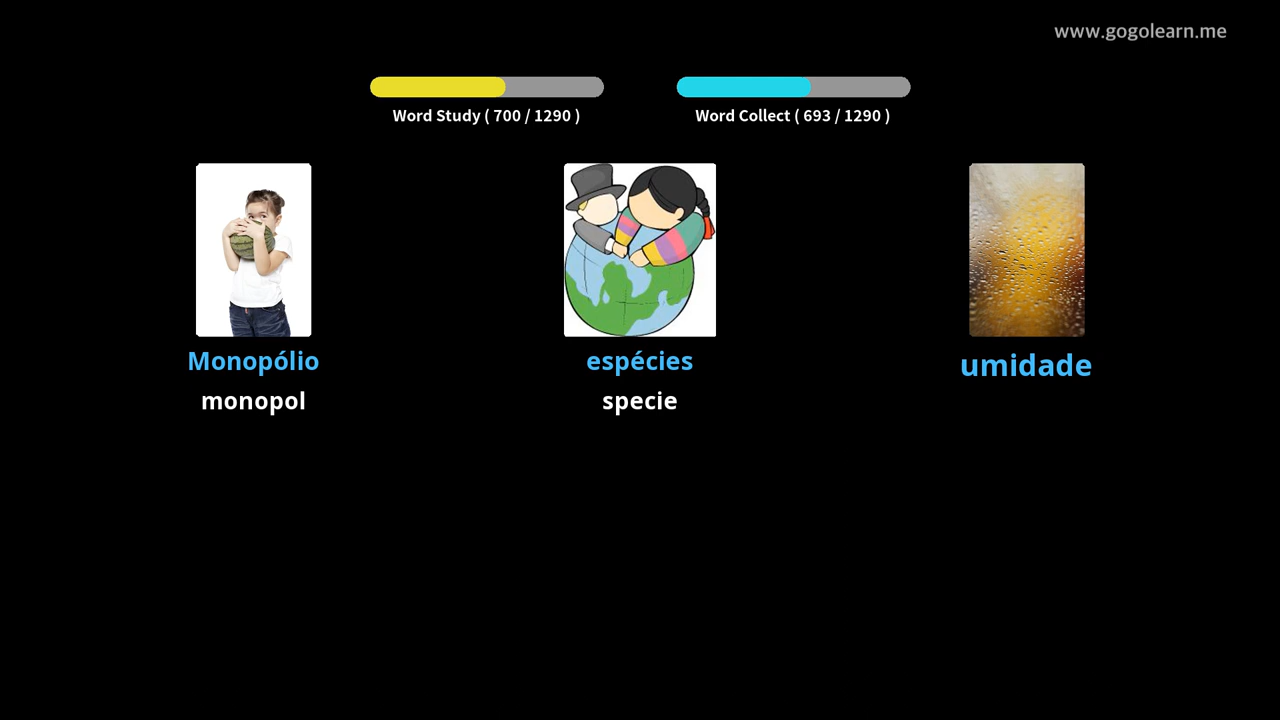 www.gogolearn.me
Word Study ( 700 / 1290 )
Word Collect ( 693 / 1290 )
Monopólio
monopol
espécies
specie
umidade